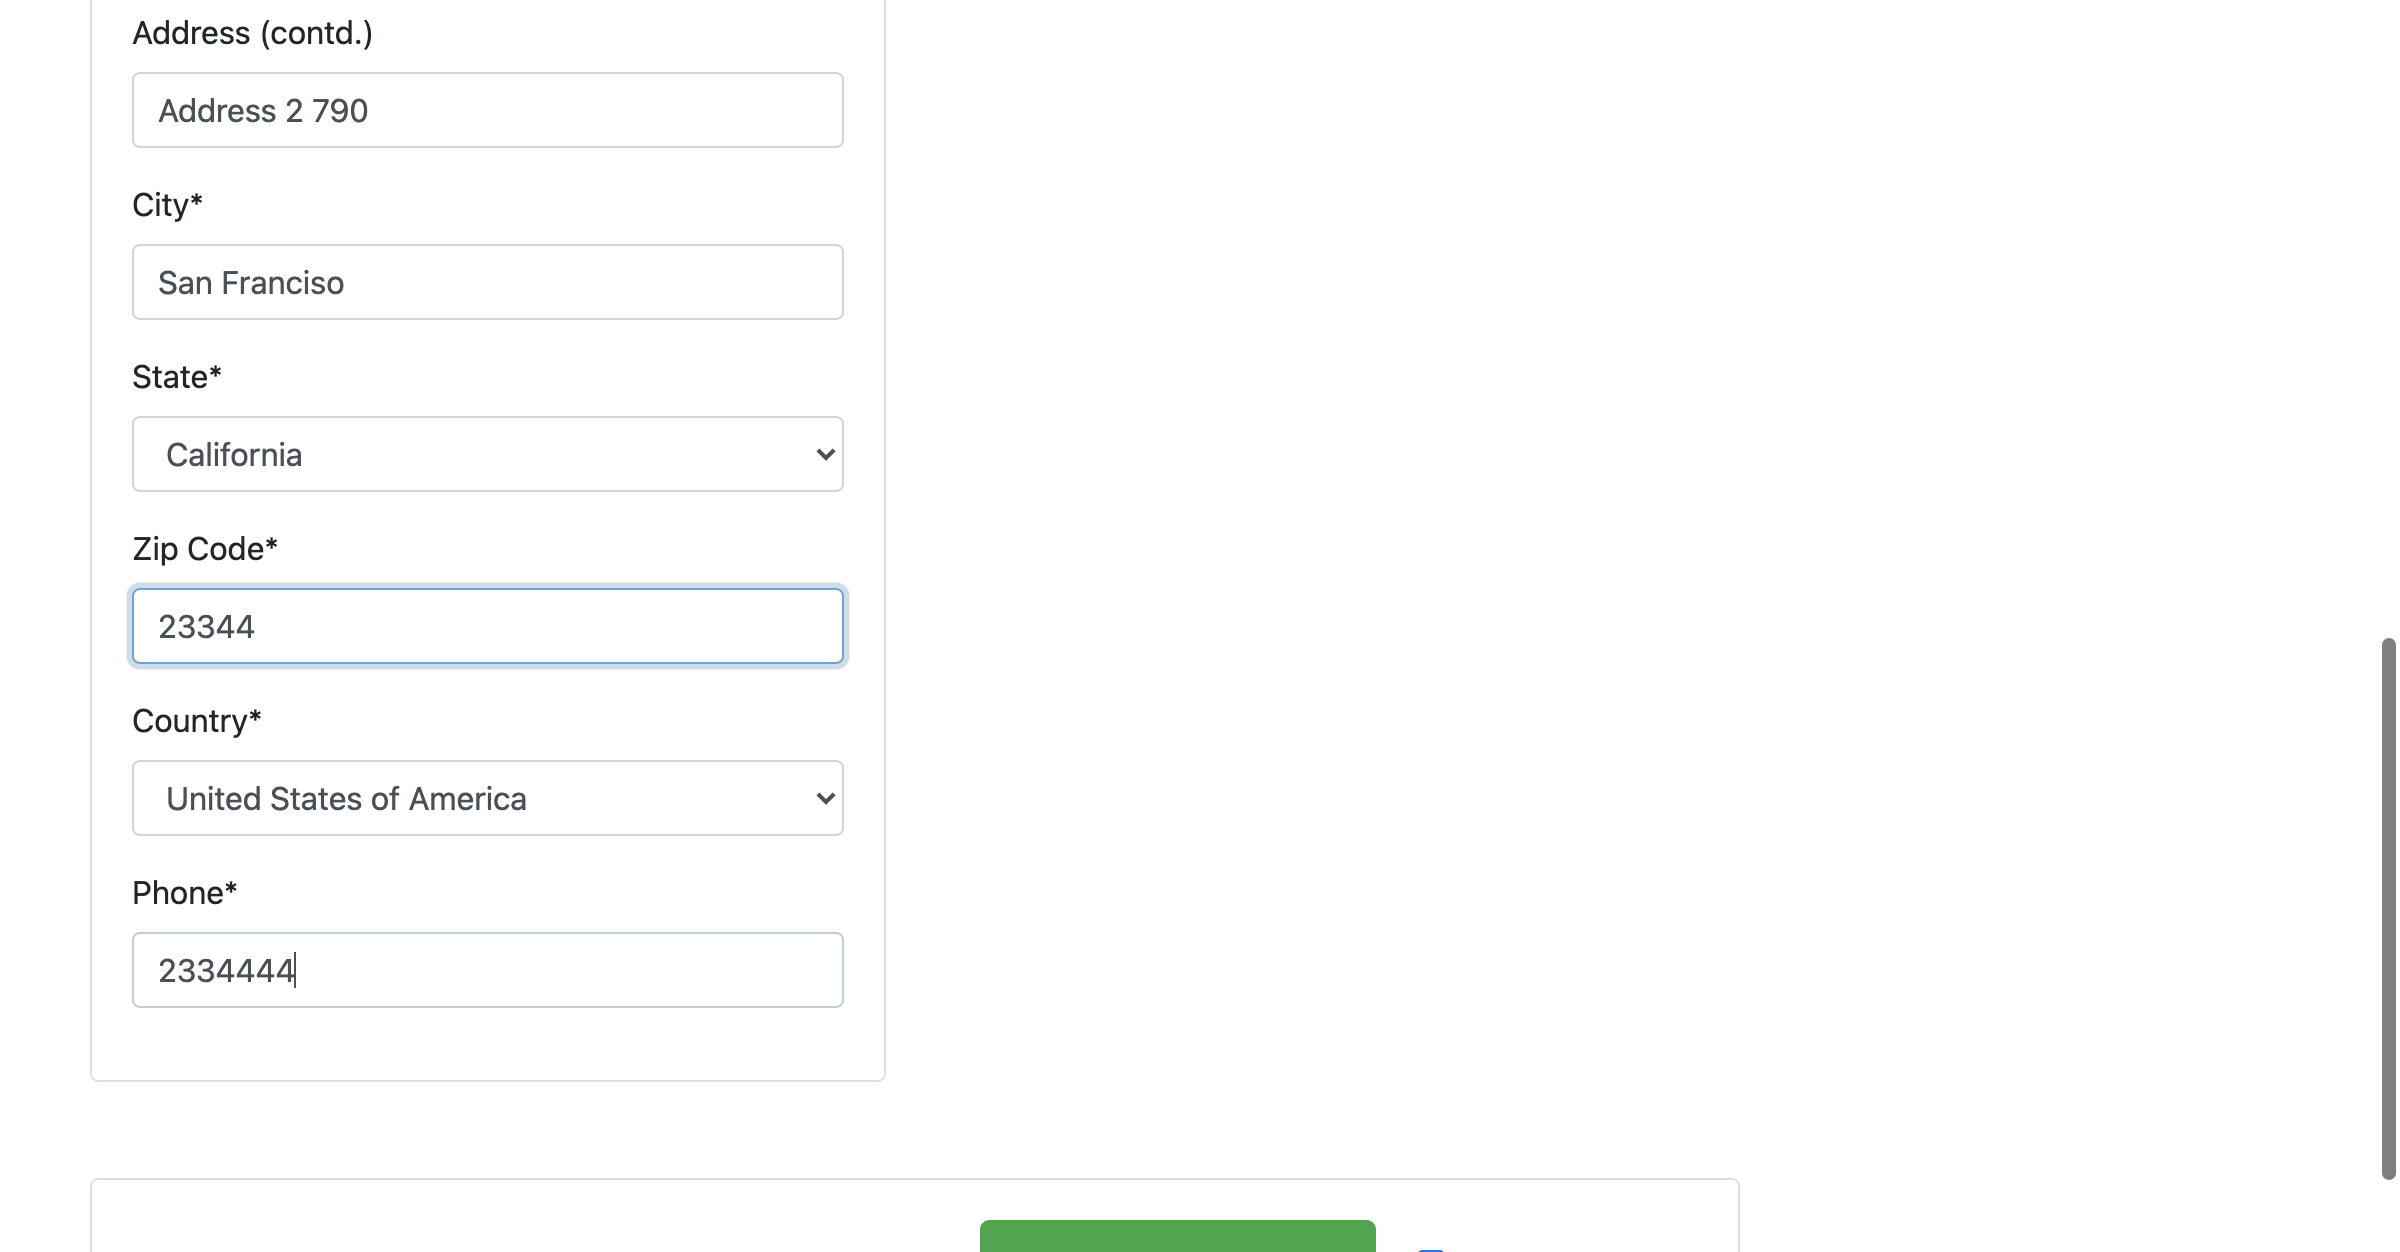 Address (contd.)
Address 2 790
City*
San Franciso
State*
California
Zip Code*
23344
Country*
United States of America
Phone*
2334444